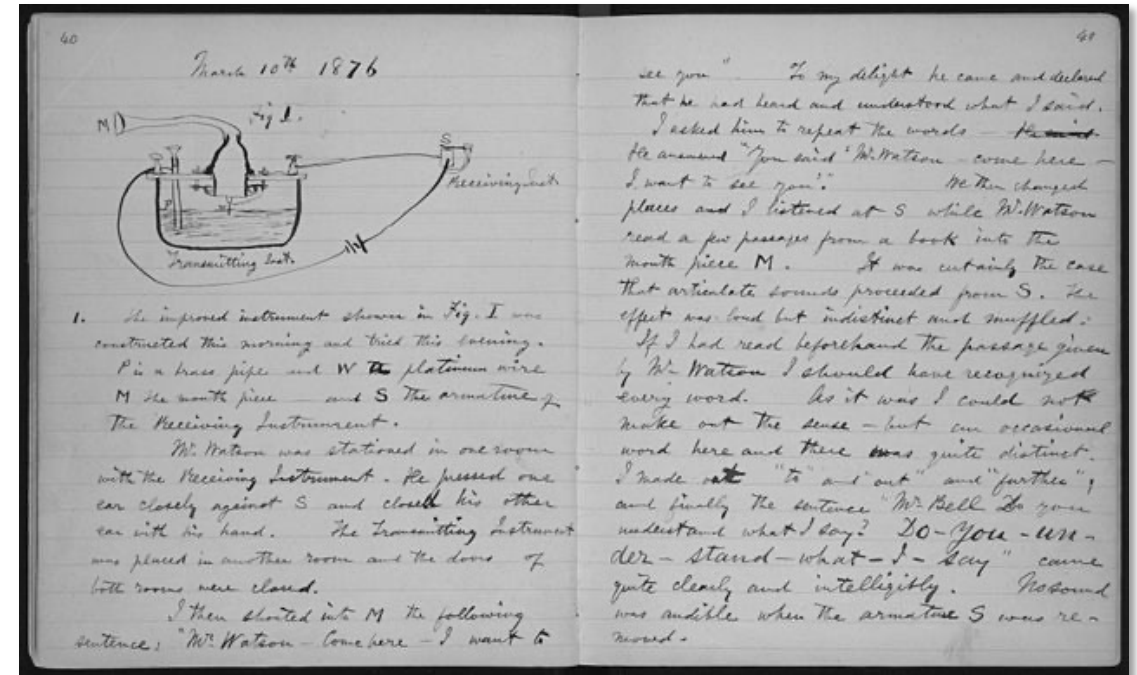 40
March 10th 1876
Fig I.
M
S
Receiving Inst.
P
W
Transmitting Inst.
1. The improved instrument shown in Fig. I was
constructed this morning and tried this evening.
P is a brass pipe and W the platinum wire
M the mouth piece — and S the armature of
the Receiving Instrument.
Mr. Watson was stationed in one room
with the Receiving Instrument. He pressed one
ear closely against S and closed his other
ear with his hand. The Transmitting Instrument
was placed in another room and the doors of
both rooms were closed.
I then shouted into M the following
sentence: "Mr. Watson — Come here — I want to
41
see you". To my delight he came and declared
that he had heard and understood what I said.
I asked him to repeat the words —
He answered "You said "Mr. Watson — come here —
I want to see you"." We then changed
places and I listened at S while Mr. Watson
read a few passages from a book into the
mouth piece M. It was certainly the case
that articulate sounds proceeded from S. The
effect was loud but indistinct and muffled.
If I had read beforehand the passage given
by Mr. Watson I should have recognized
every word. As it was I could not
make out the sense — but an occasional
word here and there was quite distinct.
I made out "to" and "out" and "further";
and finally the sentence "Mr. Bell Do you
understand what I say? Do-you-un-
der-stand-what-I-say" came
quite clearly and intelligibly. No sound
was audible when the armature S was re-
moved.